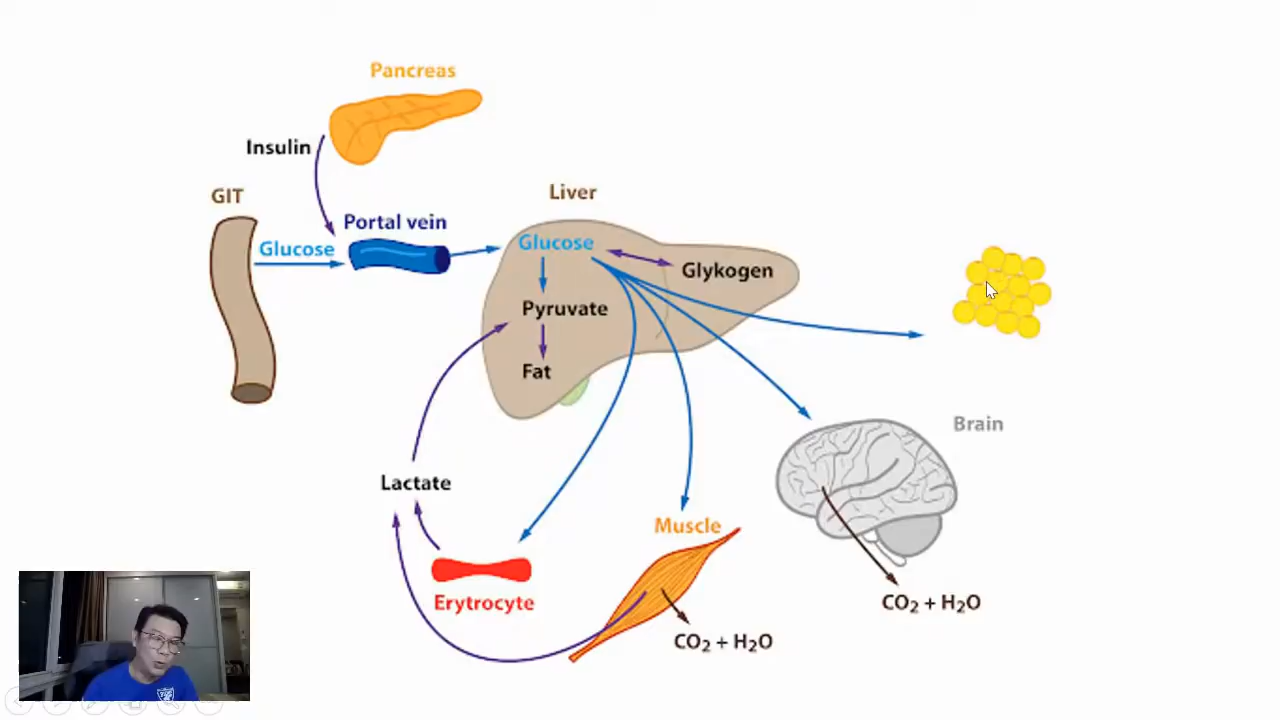 Pancreas
Insulin
GIT
Liver
Portal vein
Glucose
Glucose
Glykogen
Pyruvate
Fat
Brain
Lactate
Muscle
Erytrocyte
CO₂ + H₂O
CO₂ + H₂O